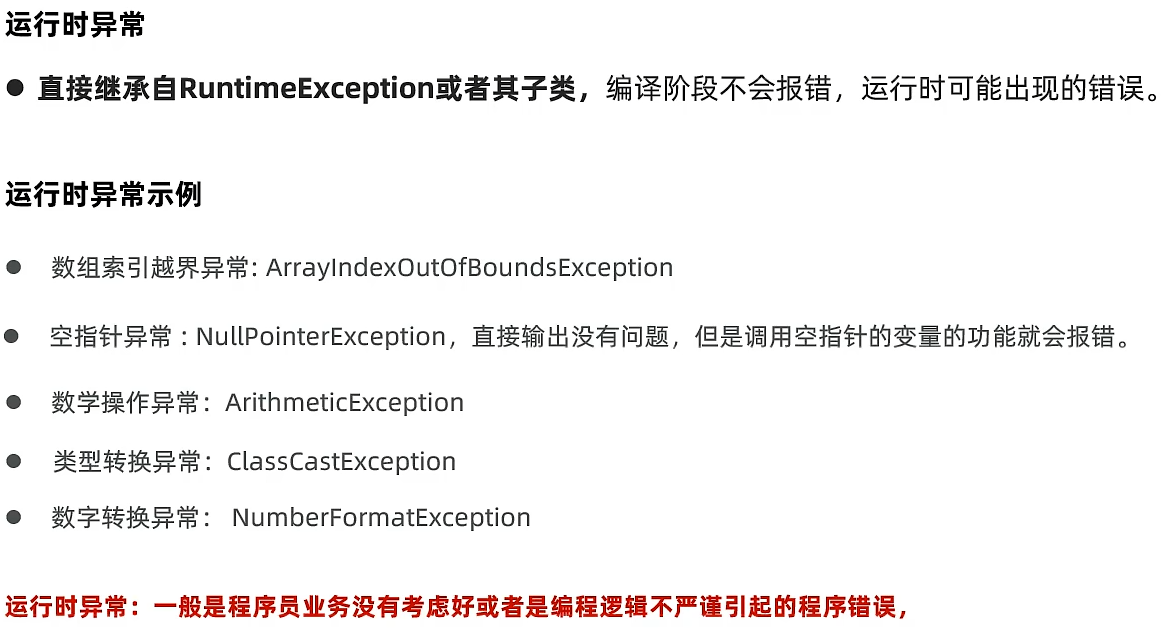 运行时异常
● 直接继承自RuntimeException或者其子类，编译阶段不会报错，运行时可能出现的错误。
运行时异常示例
● 数组索引越界异常: ArrayIndexOutOfBoundsException
● 空指针异常 : NullPointerException，直接输出没有问题，但是调用空指针的变量的功能就会报错。
● 数学操作异常：ArithmeticException
● 类型转换异常：ClassCastException
● 数字转换异常： NumberFormatException
运行时异常：一般是程序员业务没有考虑好或者是编程逻辑不严谨引起的程序错误，